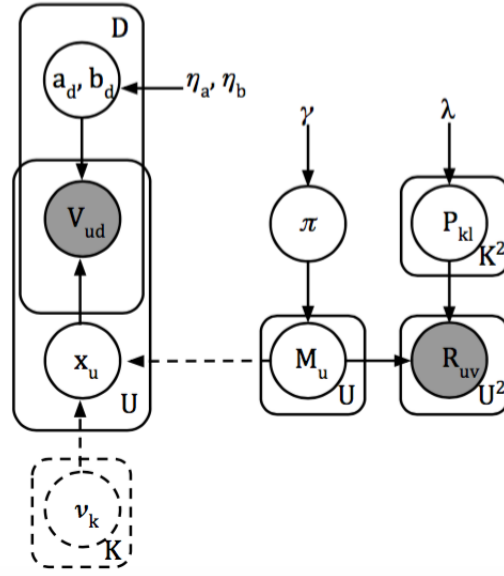 D
a_d, b_d
η_a, η_b
γ
λ
V_ud
π
P_kl
K²
x_u
U
M_u
U
R_uv
U²
ν_k
K